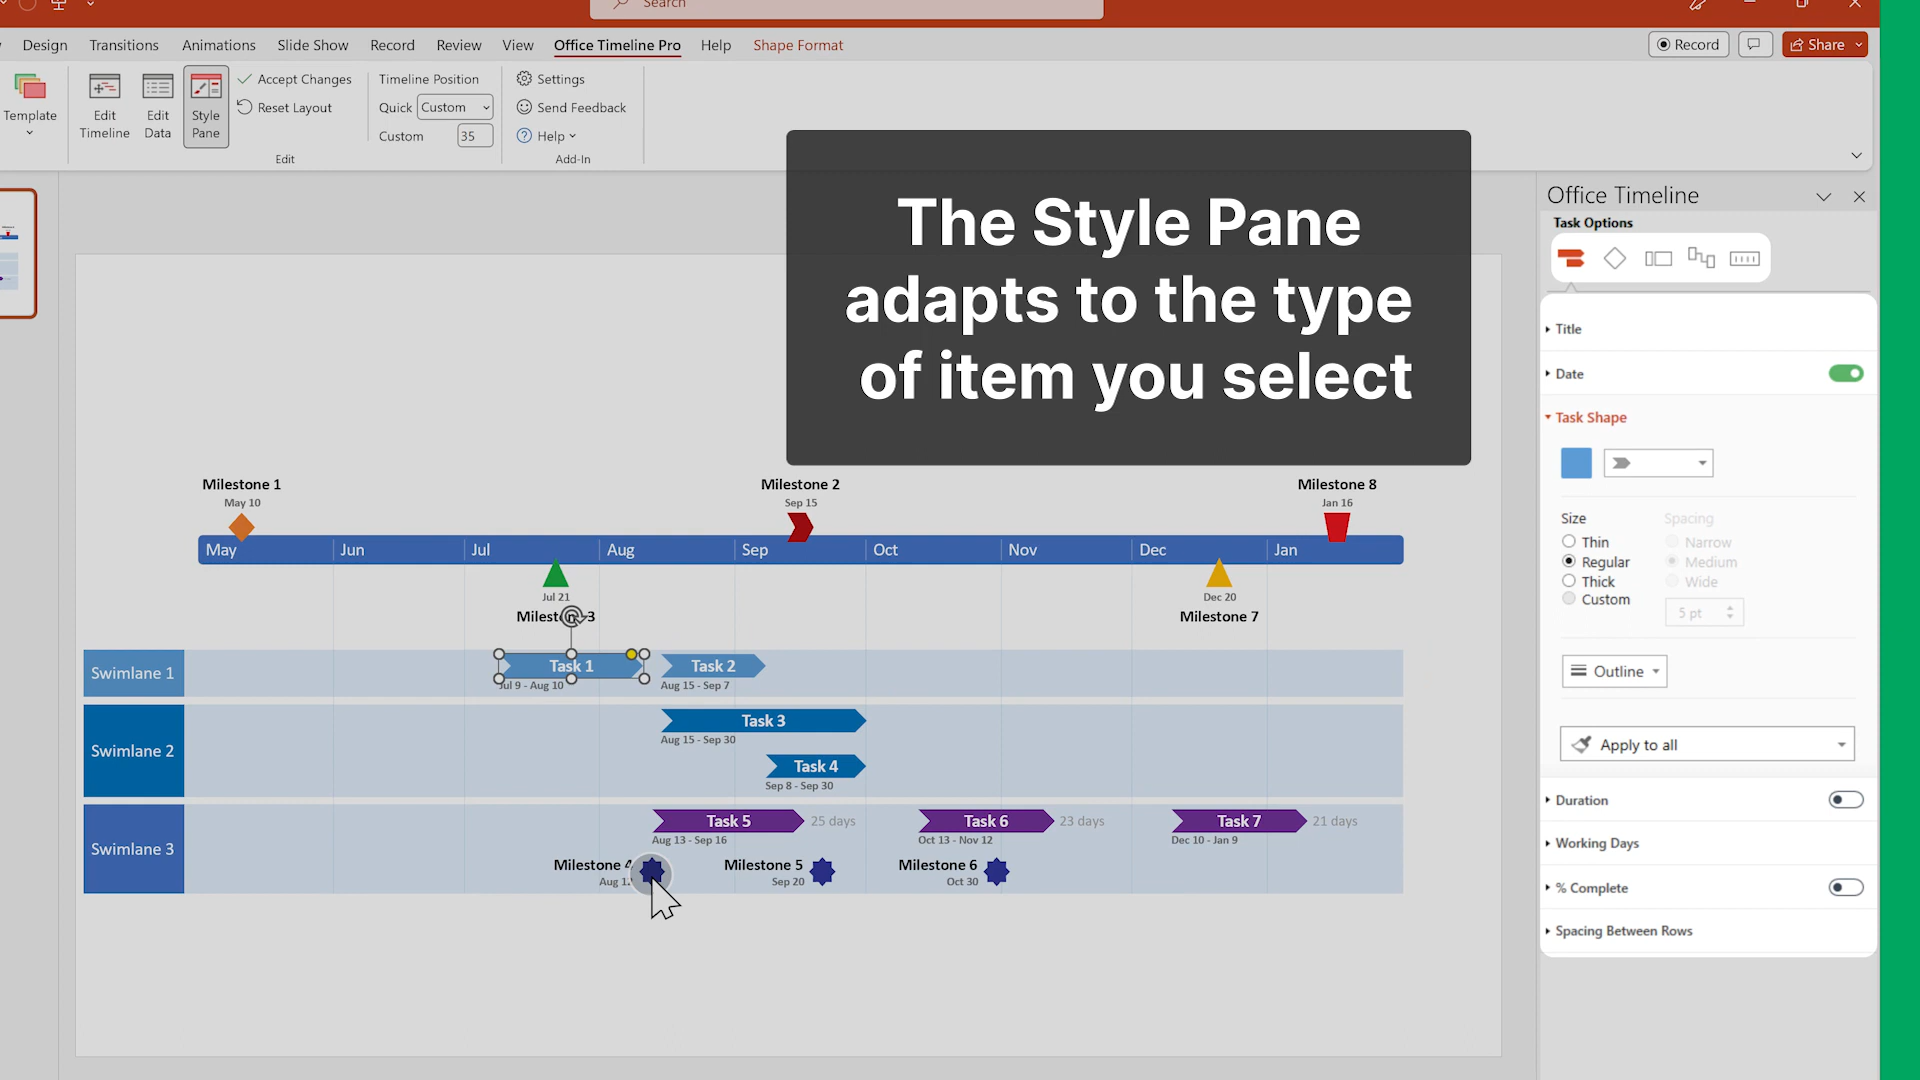 Search
Design Transitions Animations Slide Show Record Review View Office Timeline Pro Help Shape Format
Record Share
Template
Edit Timeline
Edit Data
Style Pane
Accept Changes
Reset Layout
Edit
Timeline Position
Quick Custom
Custom 35
Settings
Send Feedback
Help
Add-In
The Style Pane
adapts to the type
of item you select
Office Timeline
Task Options
Title
Date
Task Shape
Size Spacing
Thin Narrow
Regular Medium
Thick Wide
Custom
5 pt
Outline
Apply to all
Duration
Working Days
% Complete
Spacing Between Rows
Milestone 1
May 10
Milestone 2
Sep 15
Milestone 8
Jan 16
May Jun Jul Aug Sep Oct Nov Dec Jan
Jul 21
Dec 20
Milestone 7
Swimlane 1
Task 1
Jul 9 - Aug 10
Task 2
Aug 15 - Sep 7
Swimlane 2
Task 3
Aug 15 - Sep 30
Task 4
Sep 8 - Sep 30
Swimlane 3
Task 5 25 days
Aug 13 - Sep 16
Task 6 23 days
Oct 13 - Nov 12
Task 7 21 days
Dec 10 - Jan 9
Milestone 4
Aug
Milestone 5
Sep 20
Milestone 6
Oct 30